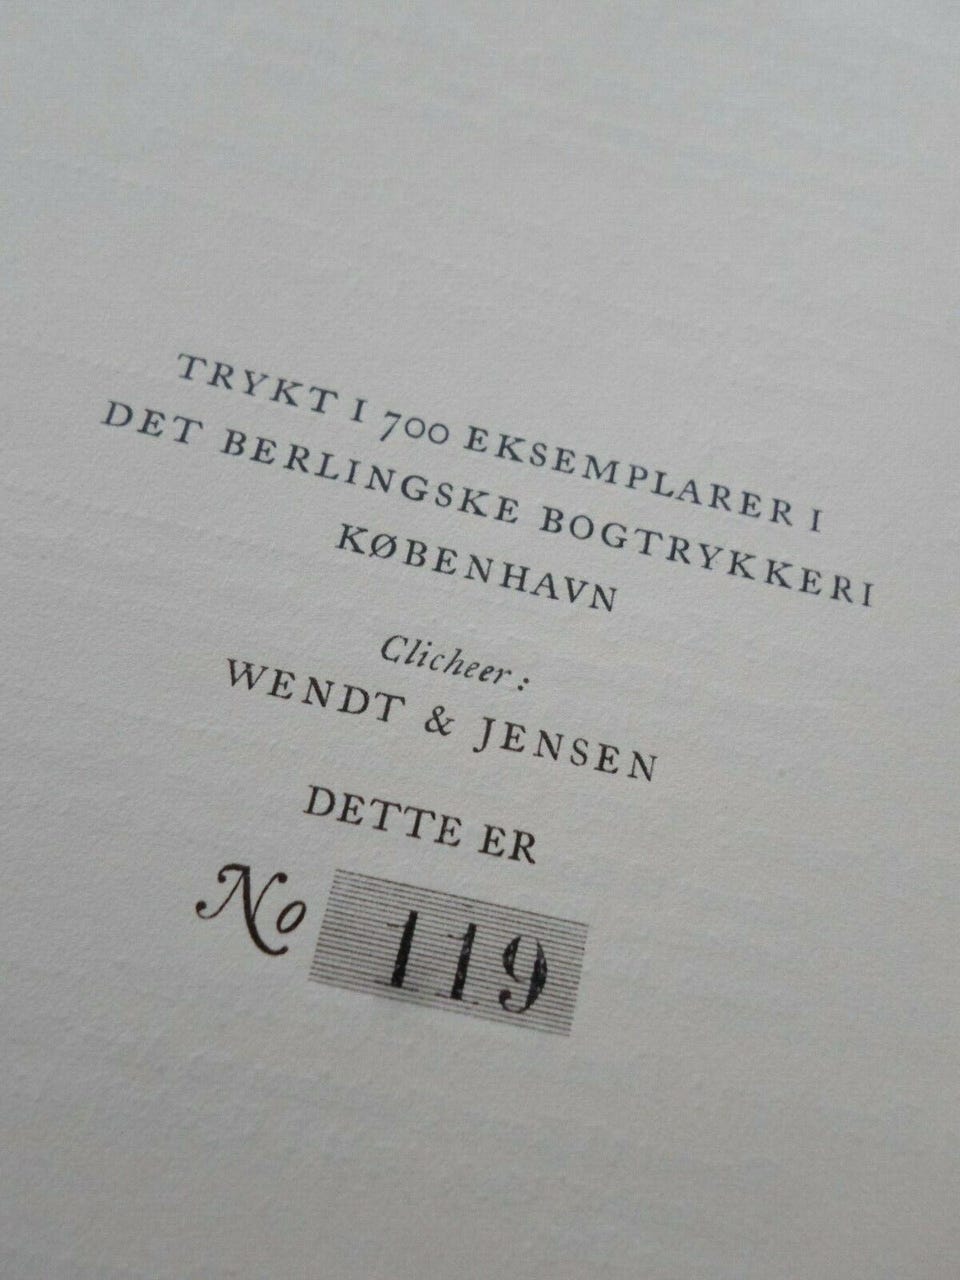 TRYKT I 700 EKSEMPLARER I
DET BERLINGSKE BOGTRYKKERI
KØBENHAVN
Clicheer:
WENDT & JENSEN
DETTE ER
No 119